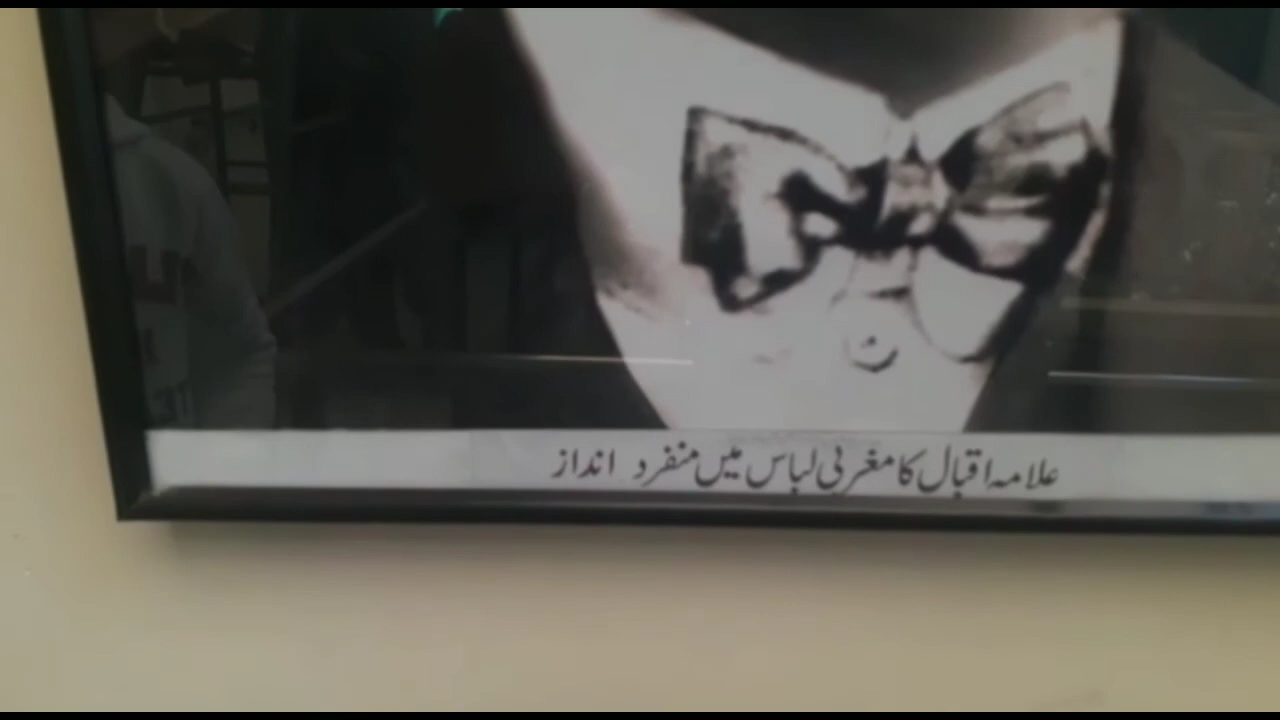 علامہ اقبال کا مغربی لباس میں منفرد انداز